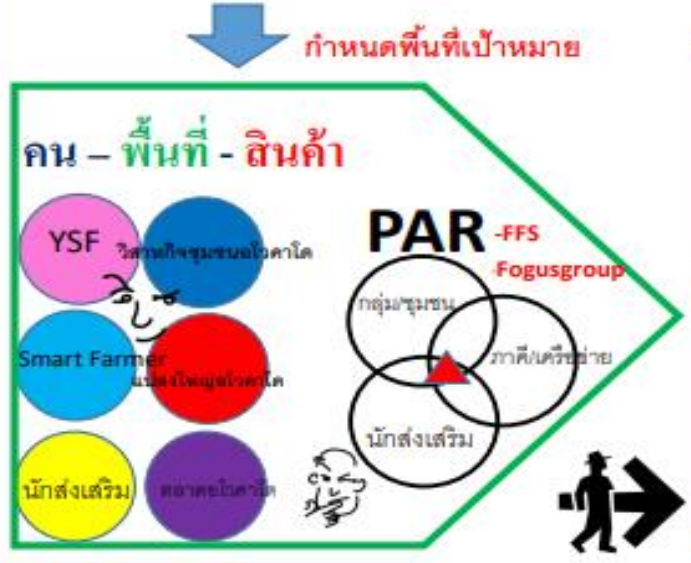 กำหนดพื้นที่เป้าหมาย
คน – พื้นที่ - สินค้า
YSF
วิสาหกิจชุมชนอโวคาโด
Smart Farmer
แปลงใหญ่อโวคาโด
นักส่งเสริม
ตลาดอโวคาโด
PAR
-FFS
-Fogusgroup
กลุ่ม/ชุมชน
ภาคี/เครือข่าย
นักส่งเสริม